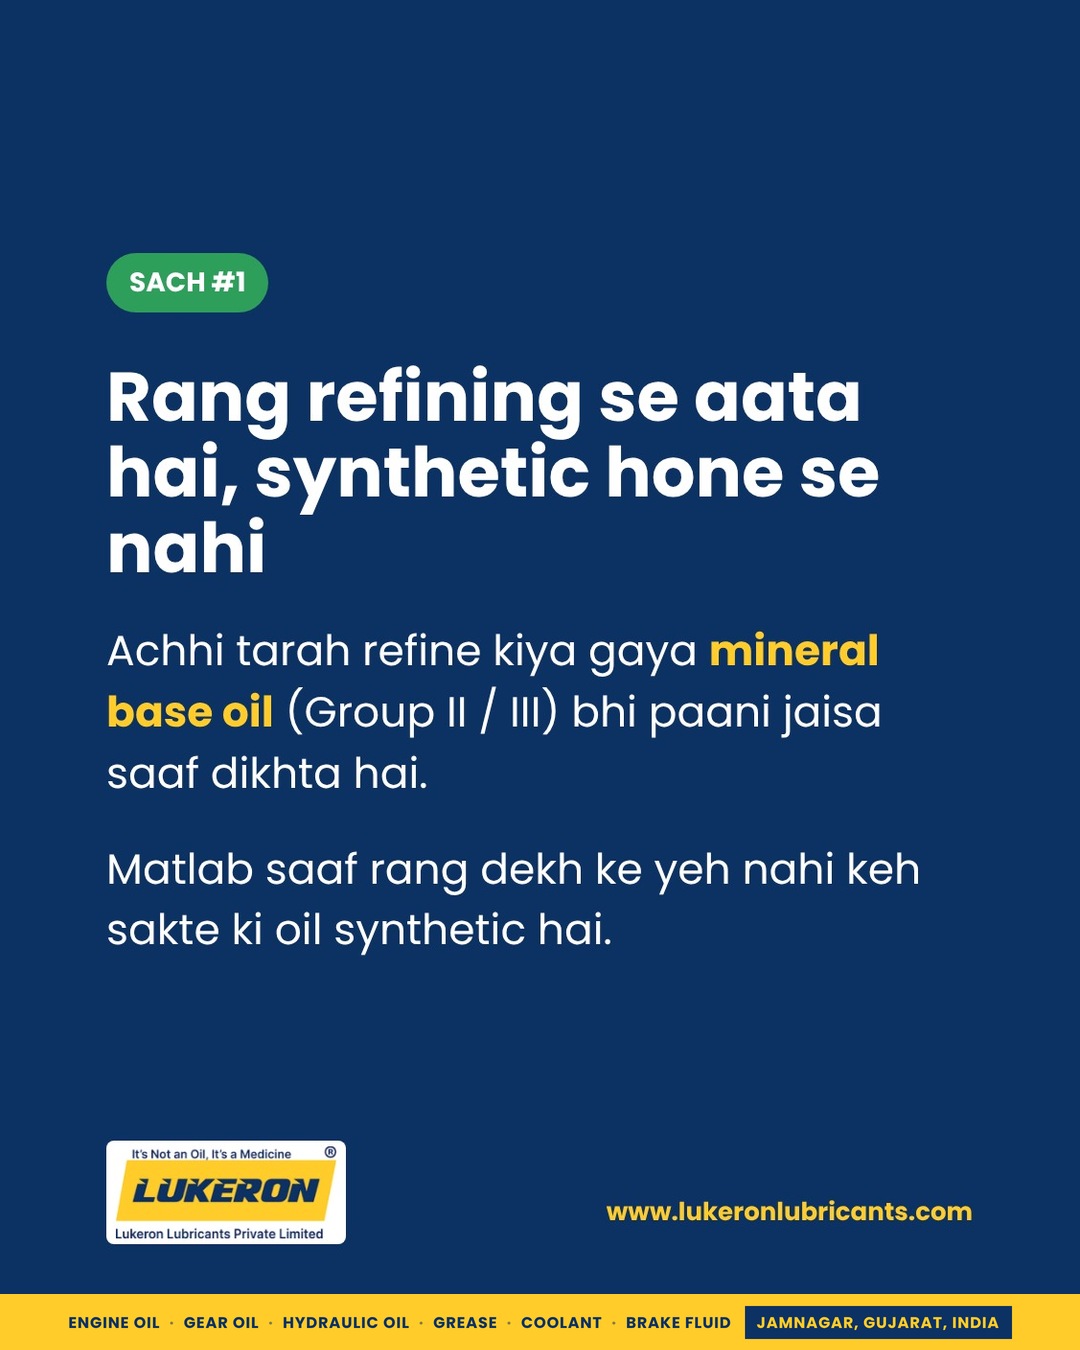 SACH #1
Rang refining se aata
hai, synthetic hone se
nahi
Achhi tarah refine kiya gaya mineral
base oil (Group II / III) bhi paani jaisa
saaf dikhta hai.
Matlab saaf rang dekh ke yeh nahi keh
sakte ki oil synthetic hai.
It's Not an Oil, It's a Medicine ®
LUKERON
Lukeron Lubricants Private Limited
www.lukeronlubricants.com
ENGINE OIL · GEAR OIL · HYDRAULIC OIL · GREASE · COOLANT · BRAKE FLUID JAMNAGAR, GUJARAT, INDIA